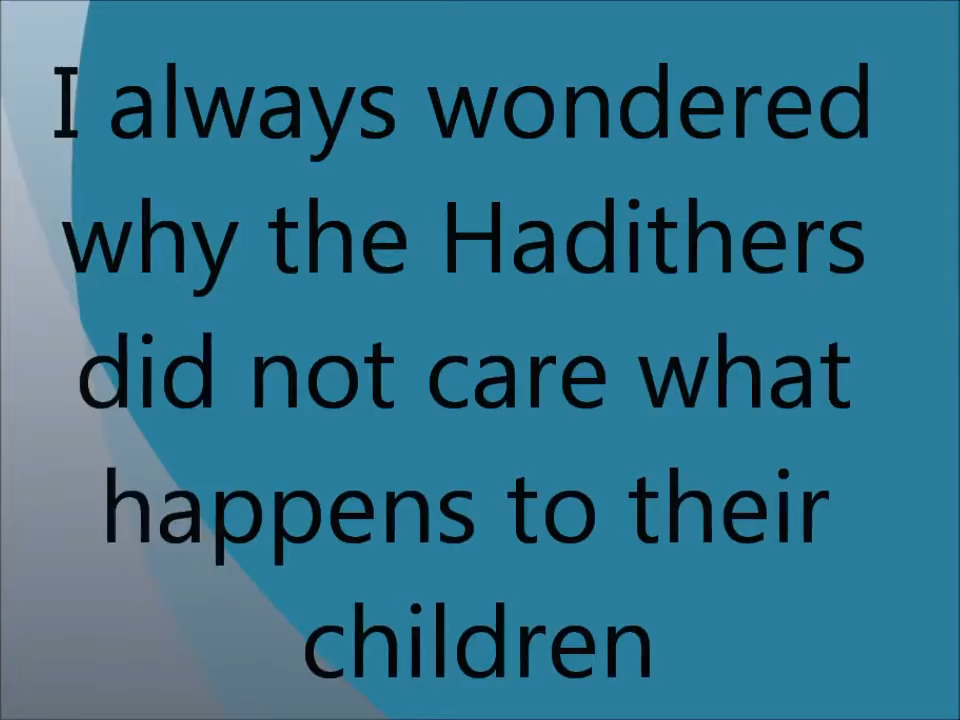 I always wondered
why the Hadithers
did not care what
happens to their
children